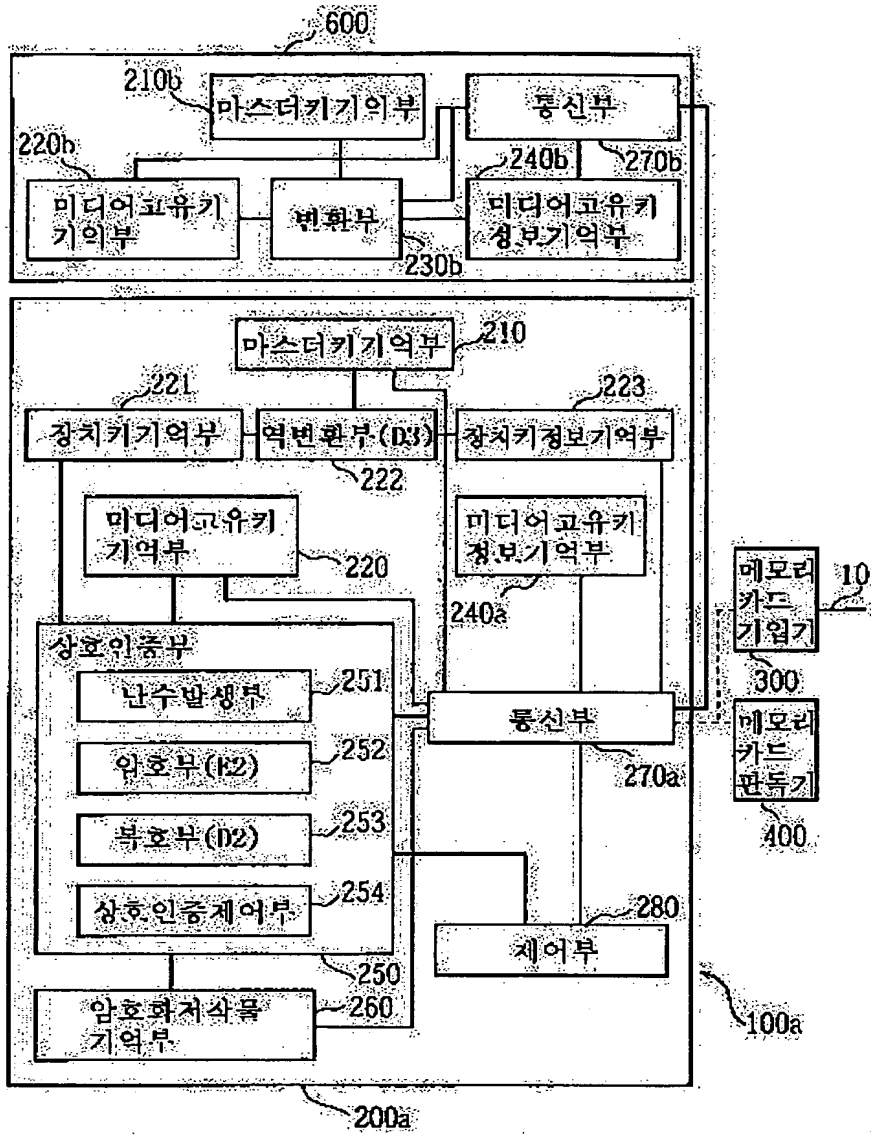 600
210b
마스터키기억부
통신부
220b
240b
270b
미디어고유키
기억부
변환부
미디어고유키
정보기억부
230b
마스터키기억부
210
221
223
장치키기억부
역변환부(D3)
장치키정보기억부
222
미디어고유키
기억부
미디어고유키
정보기억부
220
240a
메모리
카드
기입기
10
300
상호인증부
난수발생부
251
통신부
메모리
카드
판독기
암호부(E2)
252
270a
400
복호부(D2)
253
상호인증제어부
254
280
제어부
250
암호화저작물
기억부
260
100a
200a